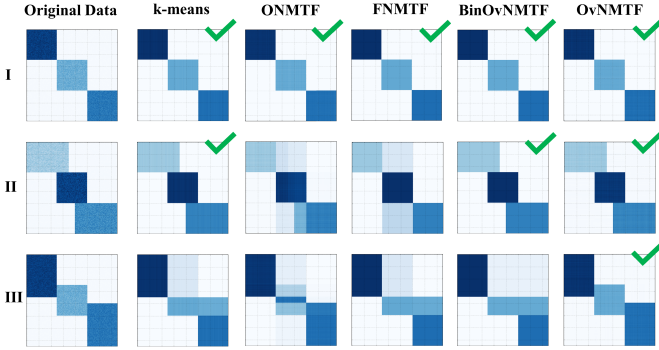 Original Data k-means ONMTF FNMTF BinOvNMTF OvNMTF
I
II
III